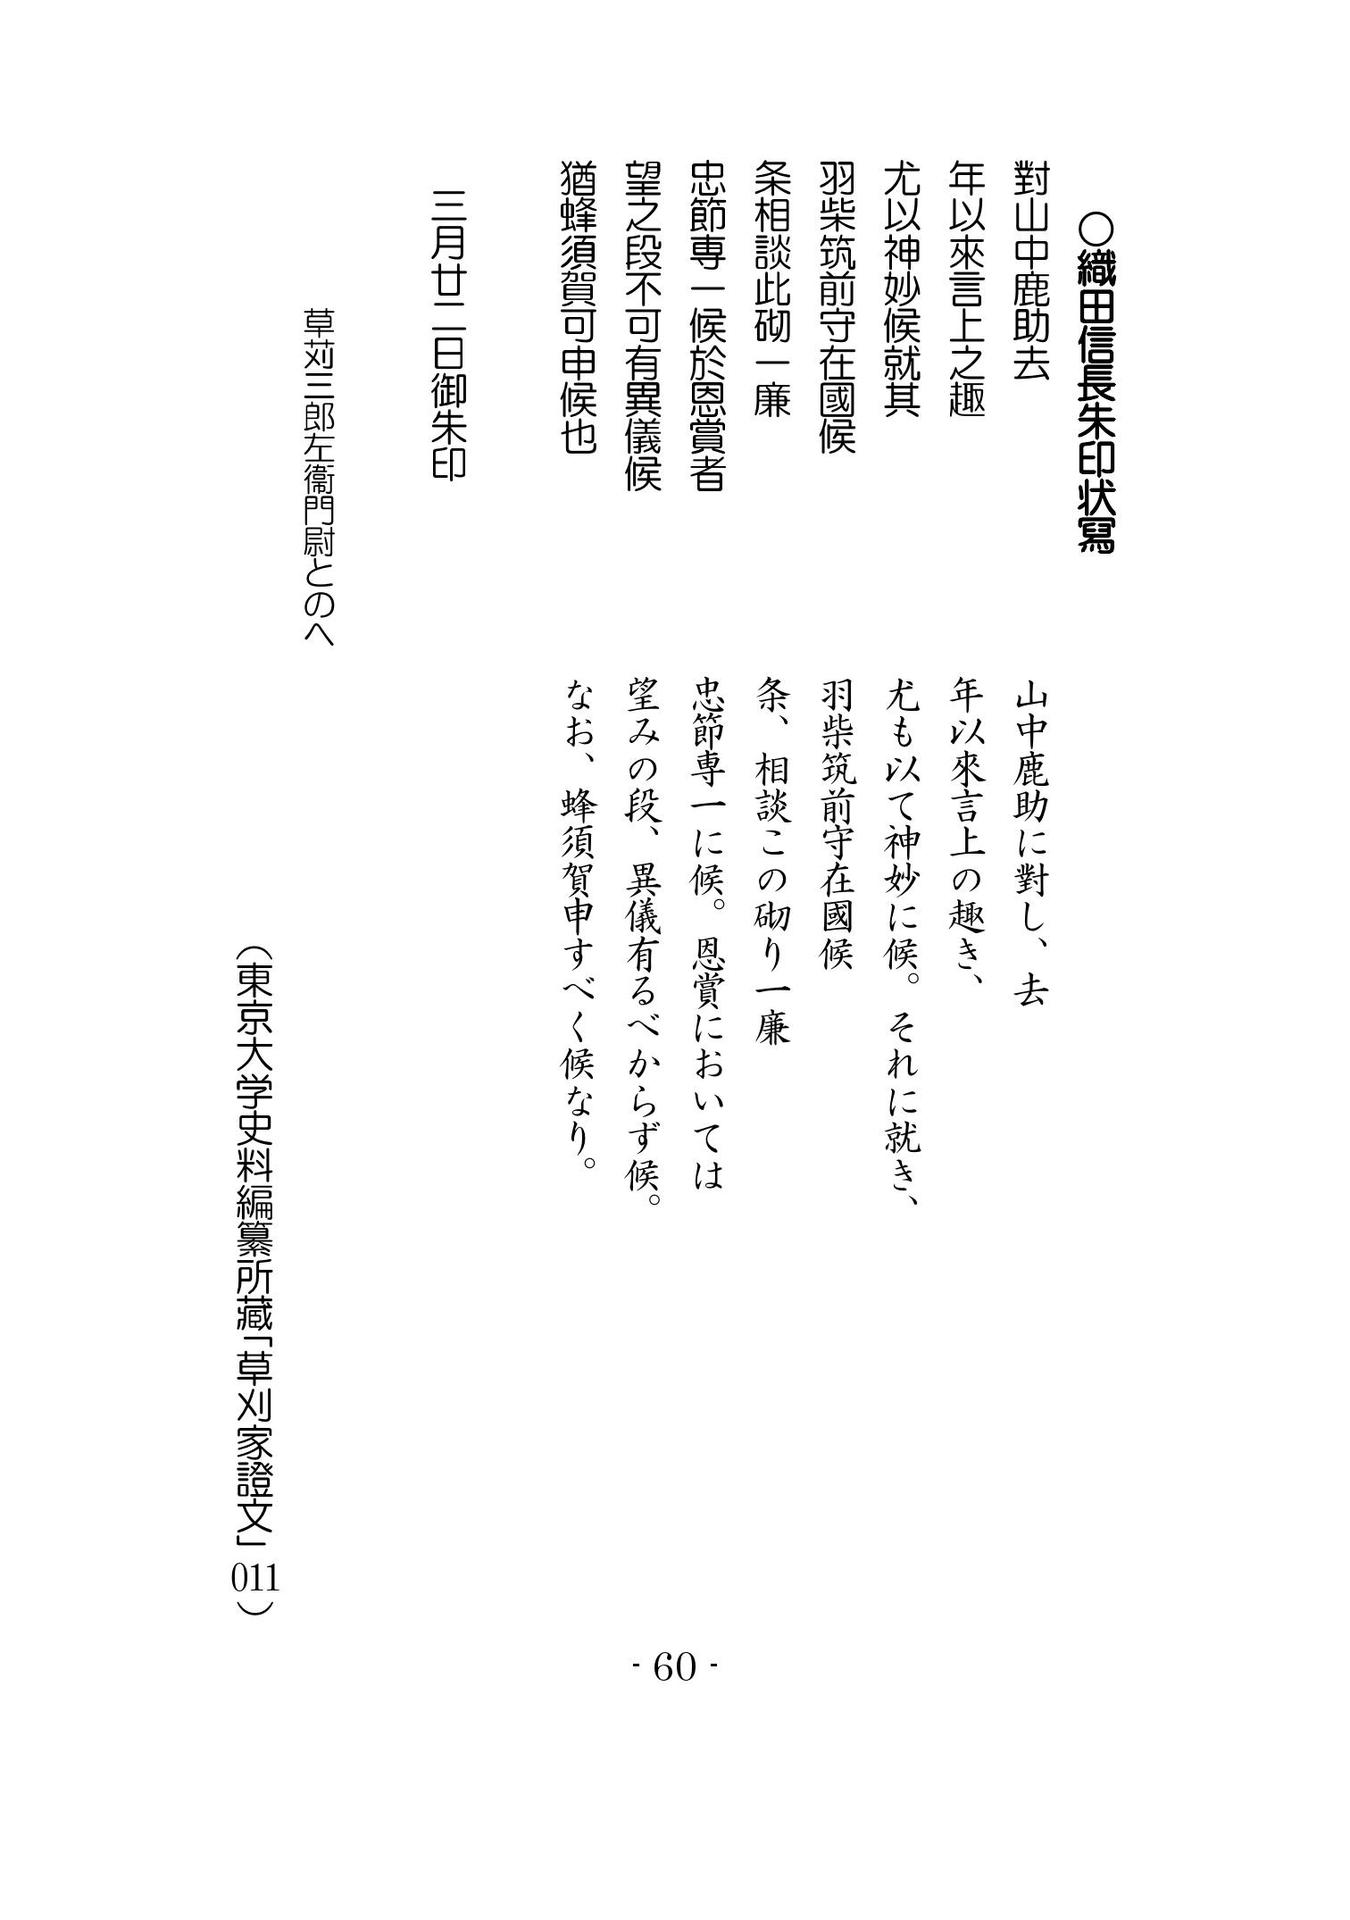 ○織田信長朱印状寫
對山中鹿助去
年以來言上之趣
尤以神妙候就其
羽柴筑前守在國候
条相談此砌一廉
忠節専一候於恩賞者
望之段不可有異儀候
猶蜂須賀可申候也
三月廿二日御朱印
草苅三郎左衞門尉とのへ
山中鹿助に對し、去
年以來言上の趣き、
尤も以て神妙に候。それに就き、
羽柴筑前守在國候
条、相談この砌り一廉
忠節専一に候。恩賞においては
望みの段、異儀有るべからず候。
なお、蜂須賀申すべく候なり。
（東京大学史料編纂所藏「草刈家證文」011）
- 60 -